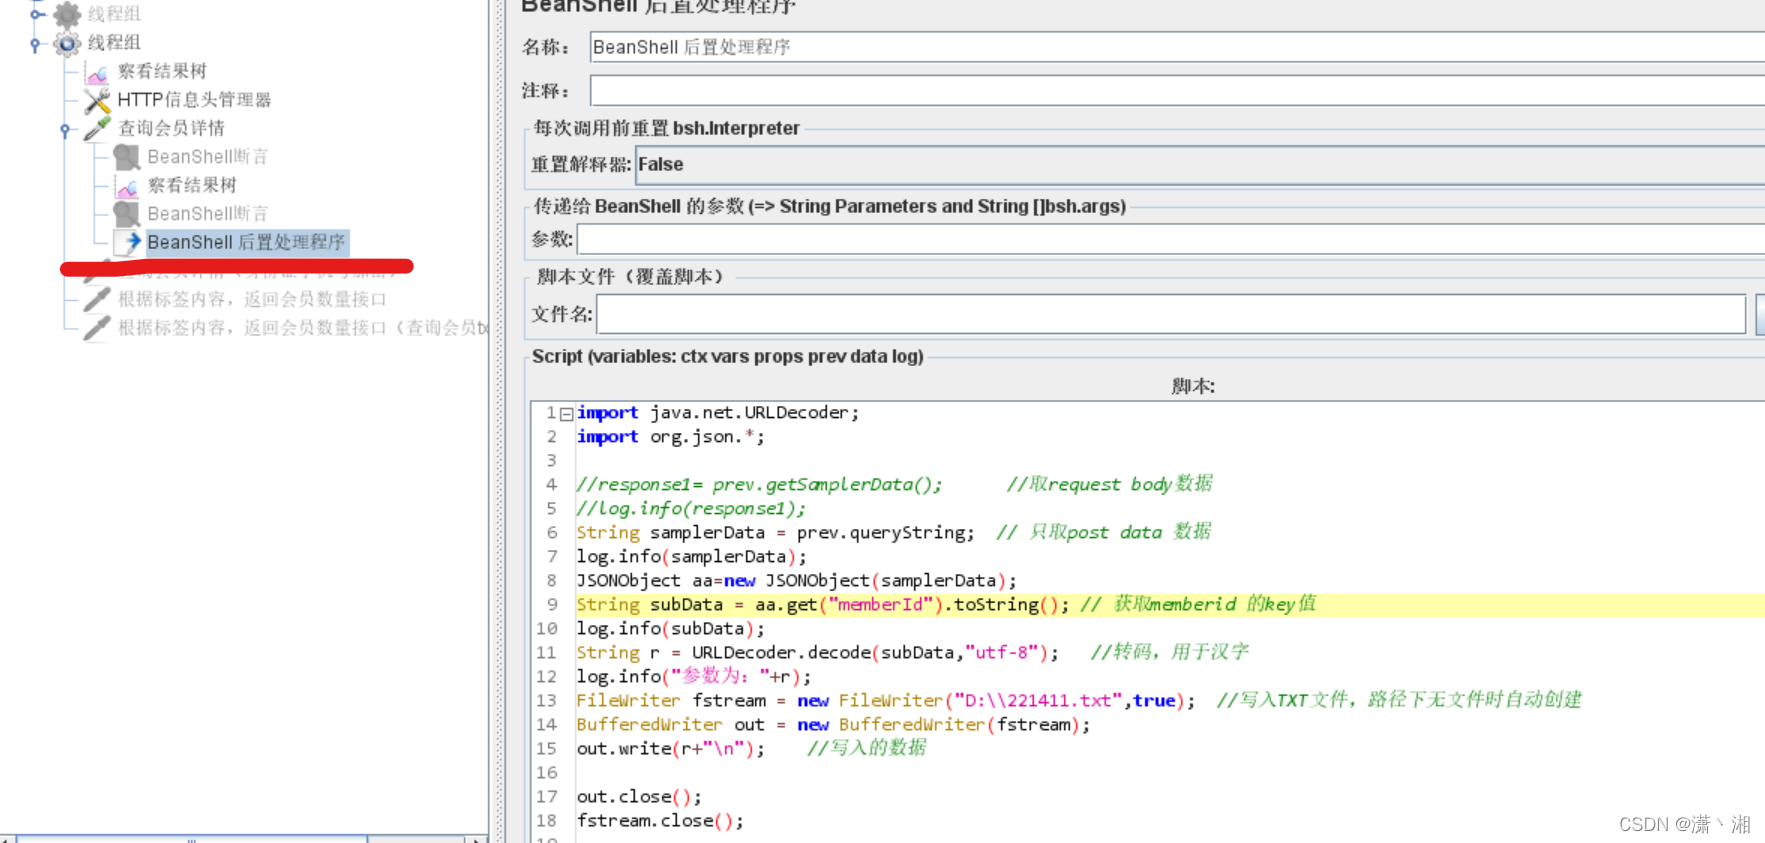 线程组
线程组
察看结果树
HTTP信息头管理器
查询会员详情
BeanShell断言
察看结果树
BeanShell断言
BeanShell 后置处理程序
根据标签内容，返回会员数量接口
根据标签内容，返回会员数量接口（查询会员tx
BeanShell 后置处理程序
名称： BeanShell 后置处理程序
注释：
每次调用前重置 bsh.Interpreter
重置解释器: False
传递给 BeanShell 的参数 (=> String Parameters and String []bsh.args)
参数:
脚本文件（覆盖脚本）
文件名:
Script (variables: ctx vars props prev data log)
脚本:
1 import java.net.URLDecoder;
2 import org.json.*;
3
4 //response1= prev.getSamplerData();      //取request body数据
5 //log.info(response1);
6 String samplerData = prev.queryString;  // 只取post data 数据
7 log.info(samplerData);
8 JSONObject aa=new JSONObject(samplerData);
9 String subData = aa.get("memberId").toString(); // 获取memberid 的key值
10 log.info(subData);
11 String r = URLDecoder.decode(subData,"utf-8");   //转码，用于汉字
12 log.info("参数为："+r);
13 FileWriter fstream = new FileWriter("D:\\221411.txt",true);  //写入TXT文件，路径下无文件时自动创建
14 BufferedWriter out = new BufferedWriter(fstream);
15 out.write(r+"\n");    //写入的数据
16
17 out.close();
18 fstream.close();
CSDN @潇丶湘